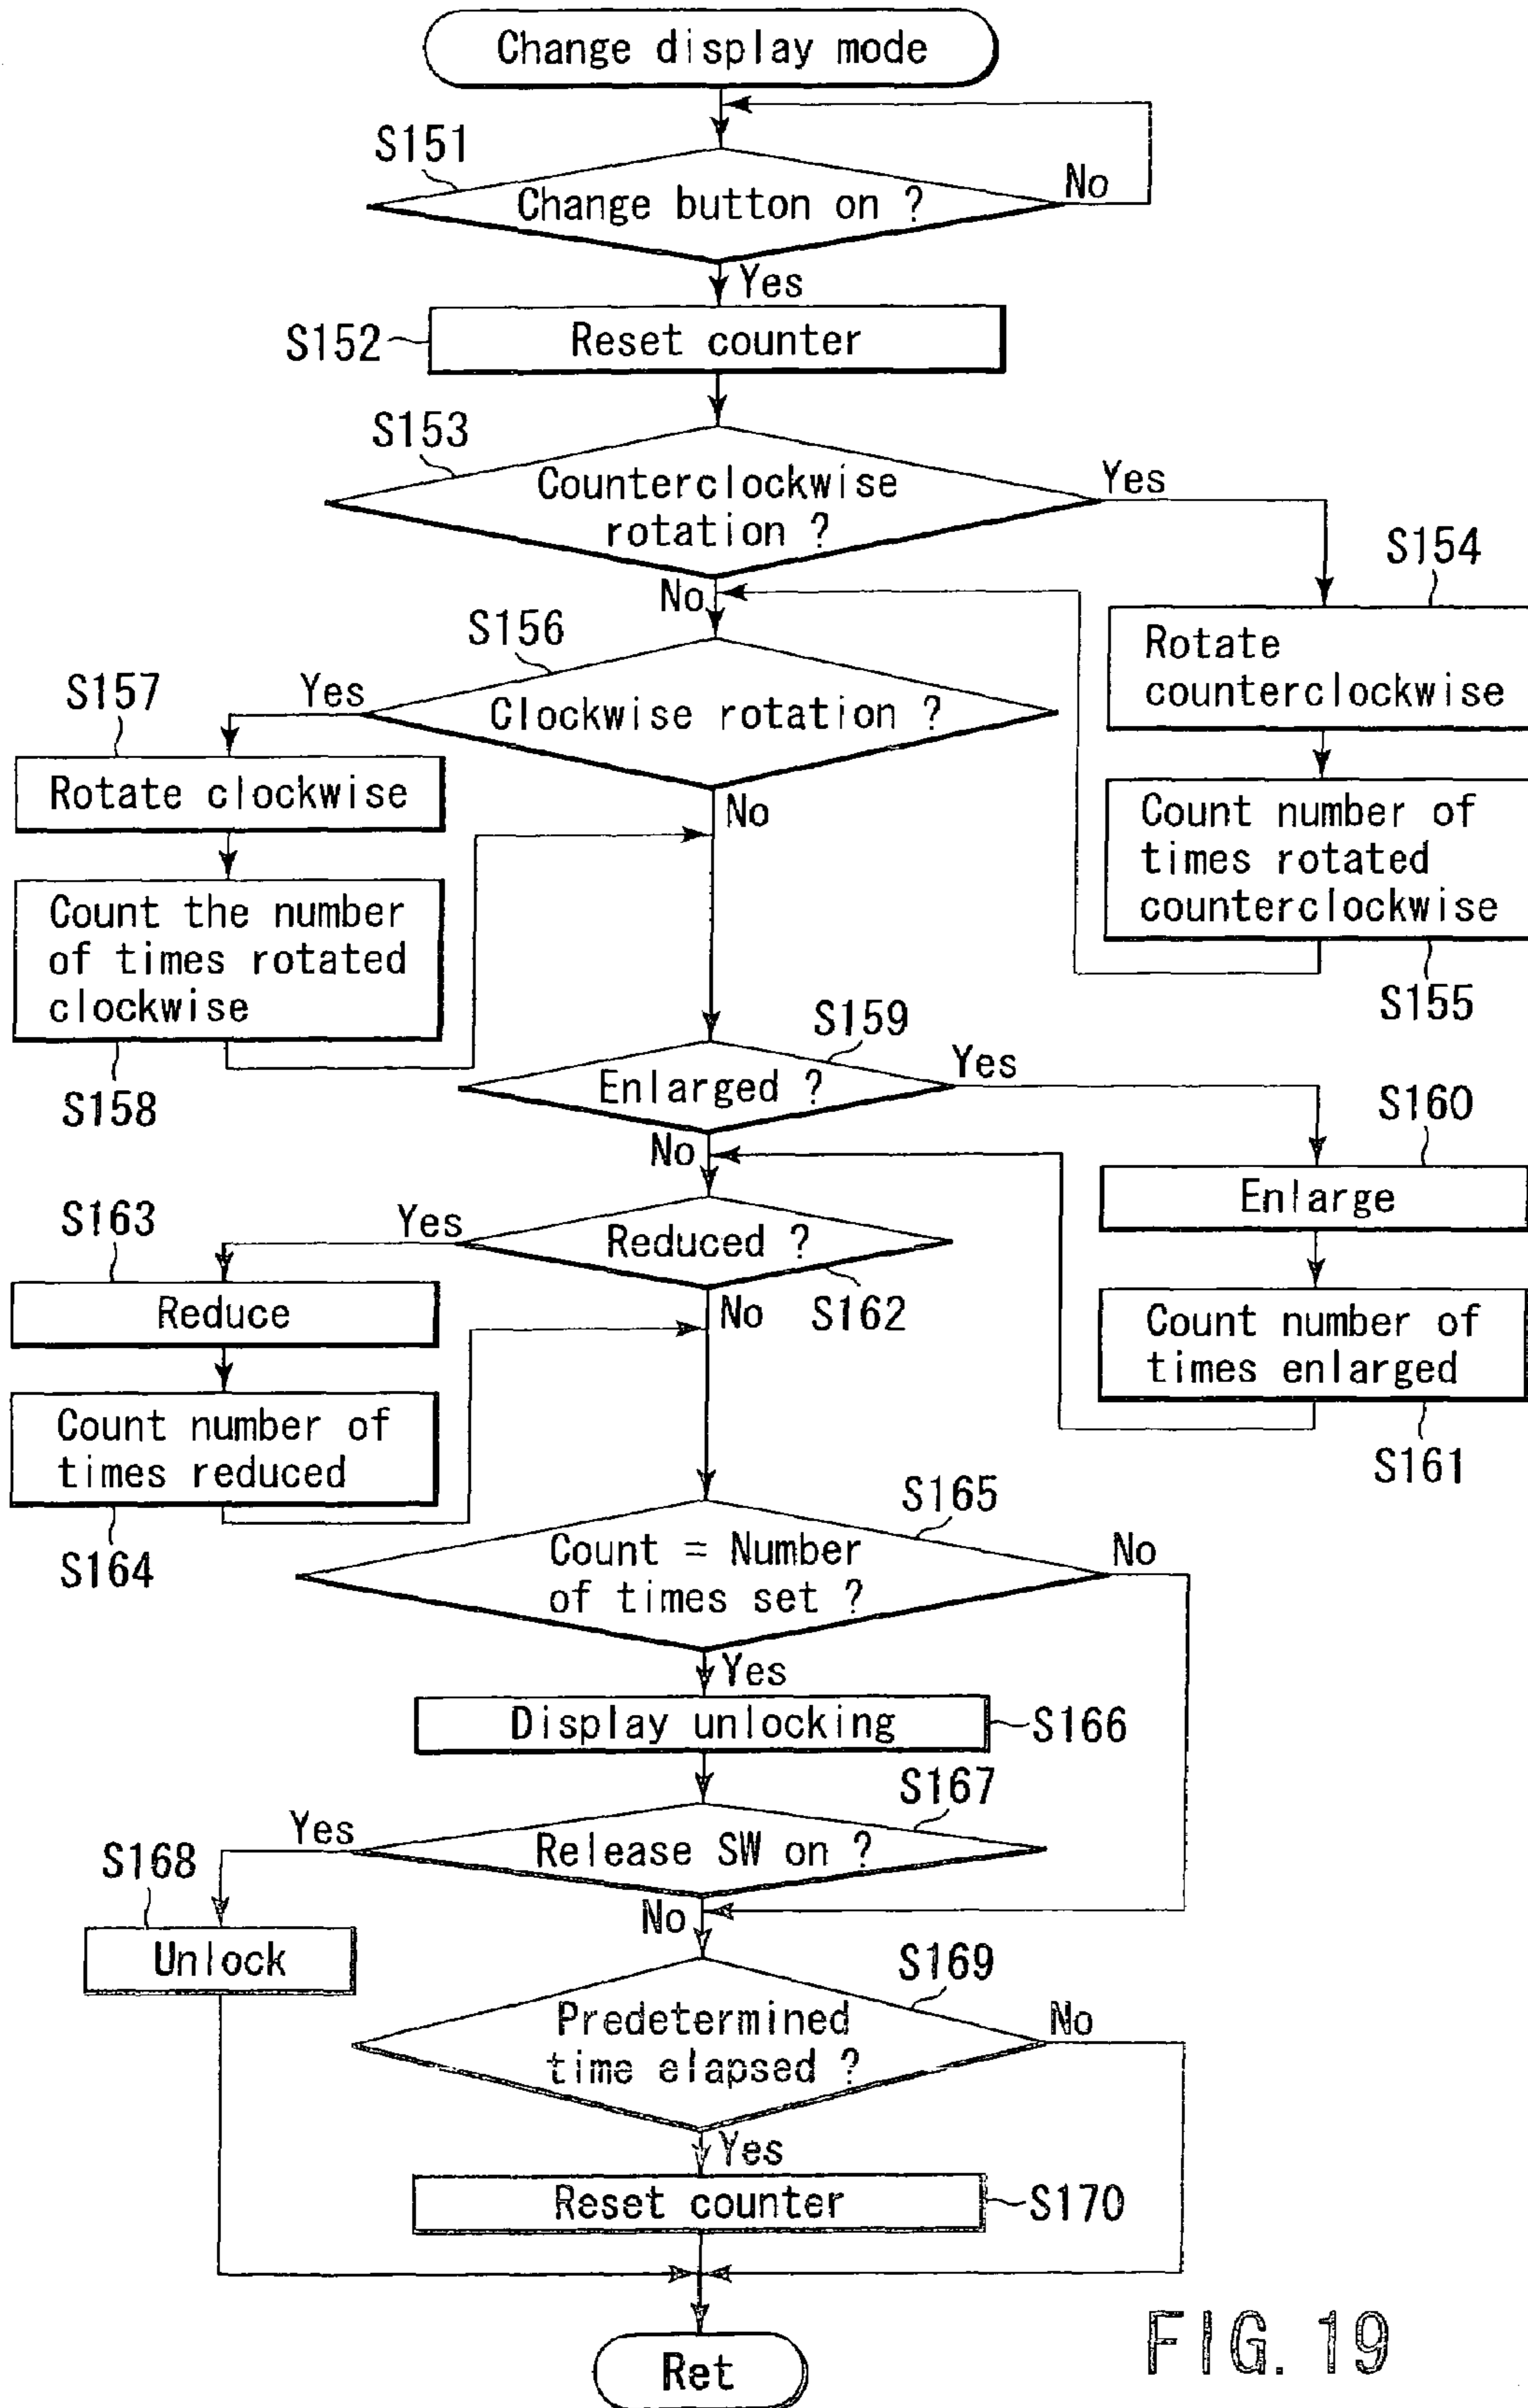 Change display mode
S151
Change button on ?
No
Yes
S152
Reset counter
S153
Counterclockwise
rotation ?
Yes
No
S154
Rotate
counterclockwise
S156
Clockwise rotation ?
Yes
No
S157
Rotate clockwise
Count number of
times rotated
counterclockwise
S155
Count the number
of times rotated
clockwise
S158
S159
Enlarged ?
Yes
No
S160
Enlarge
S163
Yes
Reduced ?
S162
No
Reduce
Count number of
times enlarged
S161
Count number of
times reduced
S164
S165
Count = Number
of times set ?
No
Yes
Display unlocking
S166
S167
Release SW on ?
Yes
No
S168
Unlock
S169
Predetermined
time elapsed ?
No
Yes
Reset counter
S170
Ret
FIG. 19